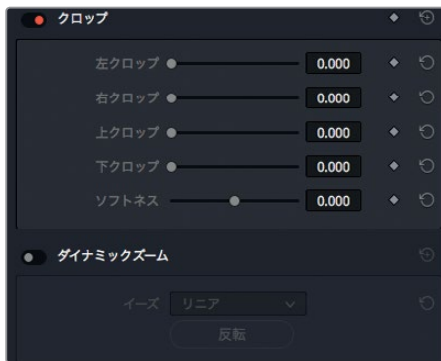 クロップ
左クロップ 0.000
右クロップ 0.000
上クロップ 0.000
下クロップ 0.000
ソフトネス 0.000
ダイナミックズーム
イーズ リニア
反転